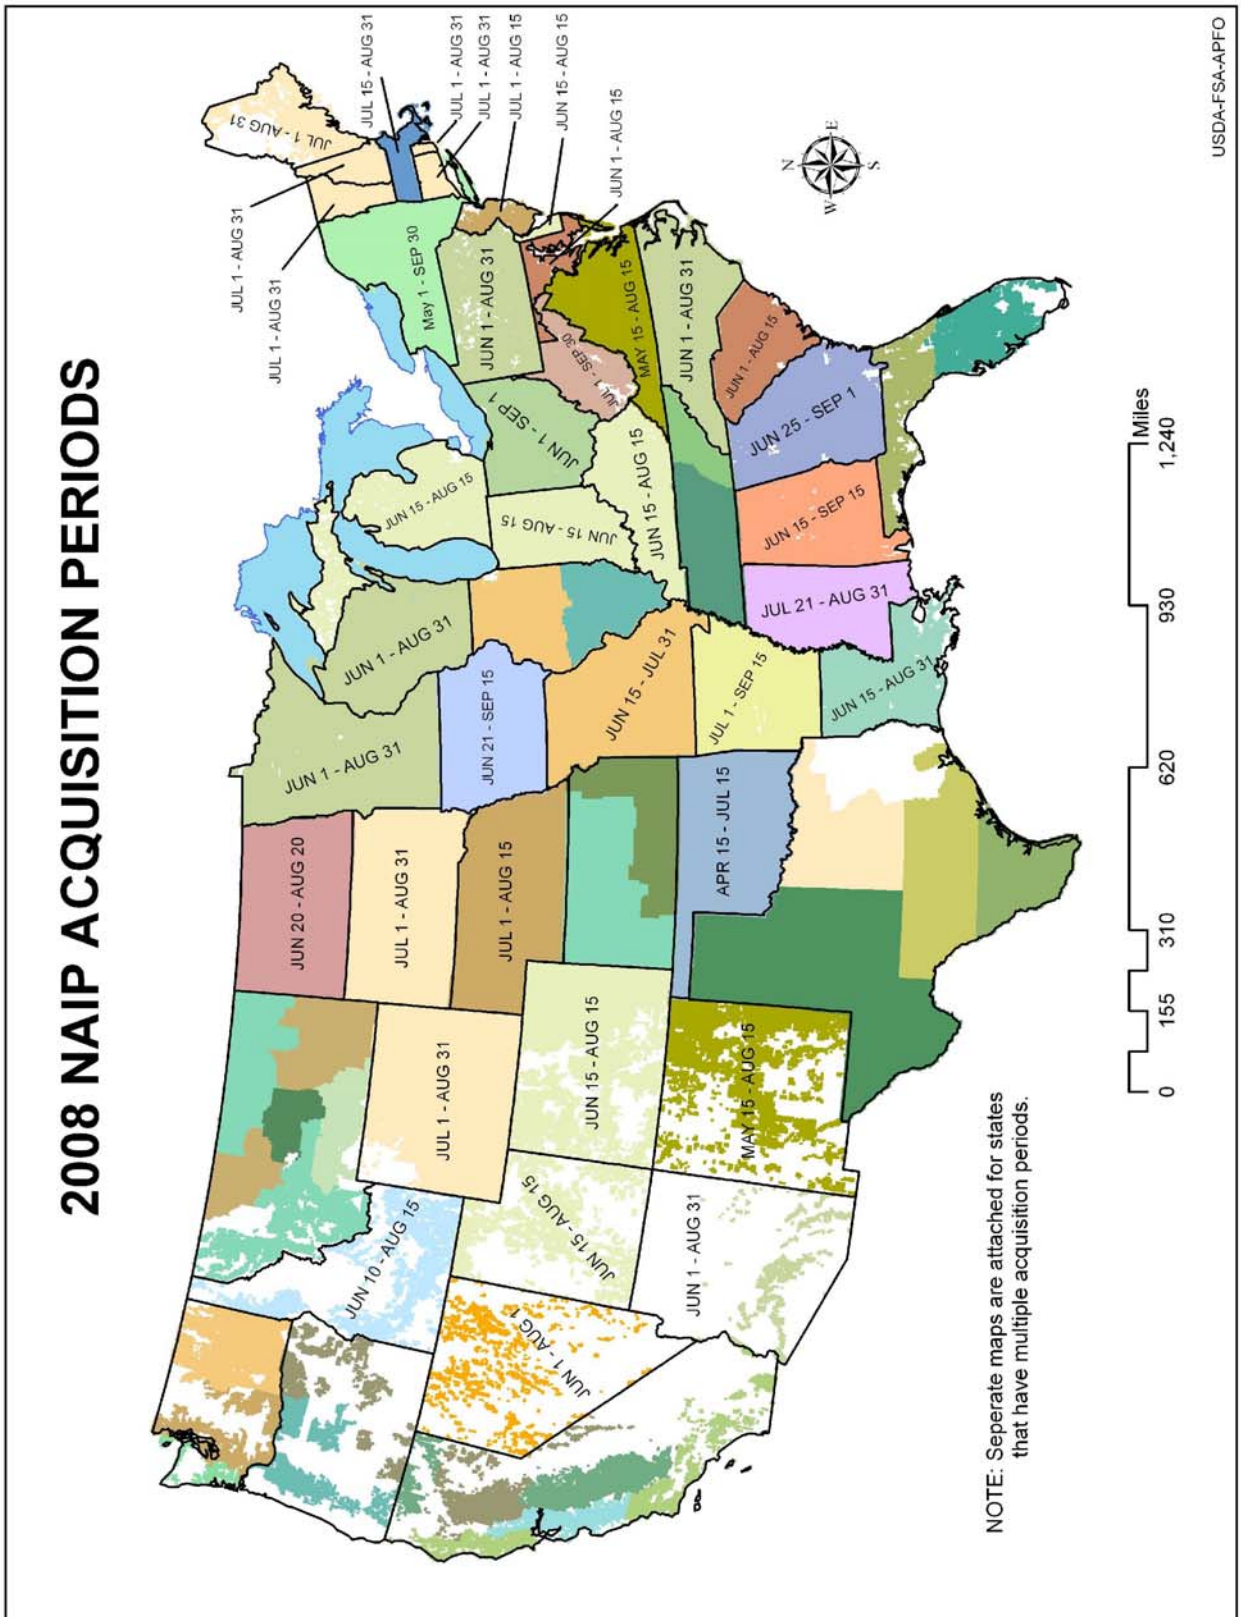 2008 NAIP ACQUISITION PERIODS
JUL 15 - AUG 31
JUL 1 - AUG 31
JUL 1 - AUG 31
JUL 1 - AUG 15
JUN 15 - AUG 15
JUN 1 - AUG 15
JUL 1 - AUG 31
JUL 1 - AUG 31
JUL 1 - AUG 31
May 1 - SEP 30
JUN 1 - AUG 31
JUL 1 - SEP 30
MAY 15 - AUG 15
JUN 1 - AUG 31
JUN 1 - AUG 15
JUN 25 - SEP 1
JUN 1 - SEP 1
JUN 15 - AUG 15
JUN 15 - AUG 15
JUN 15 - AUG 15
JUN 15 - SEP 15
JUL 21 - AUG 31
JUN 1 - AUG 31
JUN 1 - AUG 31
JUN 21 - SEP 15
JUN 15 - JUL 31
JUL 1 - SEP 15
JUN 15 - AUG 31
JUN 20 - AUG 20
JUL 1 - AUG 31
JUL 1 - AUG 15
APR 15 - JUL 15
JUL 1 - AUG 31
JUN 15 - AUG 15
MAY 15 - AUG 15
JUN 10 - AUG 15
JUN 15 - AUG 15
JUN 1 - AUG 31
JUN 1 - AUG 1
N
E
S
W
Miles
0 155 310 620 930 1,240
NOTE: Seperate maps are attached for states
that have multiple acquisition periods.
USDA-FSA-APFO